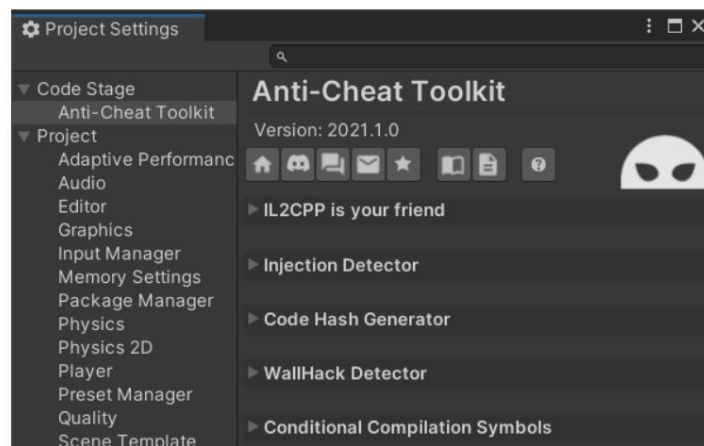 Project Settings
Code Stage
Anti-Cheat Toolkit
Project
Adaptive Performanc
Audio
Editor
Graphics
Input Manager
Memory Settings
Package Manager
Physics
Physics 2D
Player
Preset Manager
Quality
Scene Template
Anti-Cheat Toolkit
Version: 2021.1.0
IL2CPP is your friend
Injection Detector
Code Hash Generator
WallHack Detector
Conditional Compilation Symbols